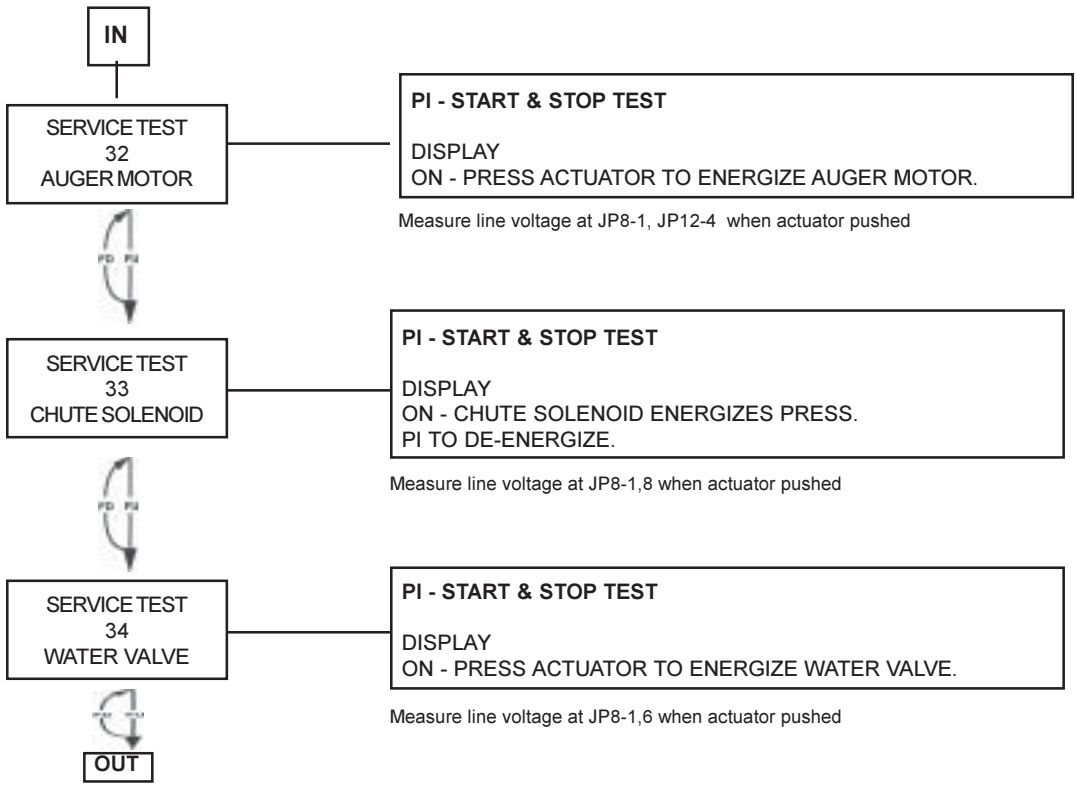 IN
SERVICE TEST
32
AUGER MOTOR
PI - START & STOP TEST
DISPLAY
ON - PRESS ACTUATOR TO ENERGIZE AUGER MOTOR.
Measure line voltage at JP8-1, JP12-4 when actuator pushed
PD PU
SERVICE TEST
33
CHUTE SOLENOID
PI - START & STOP TEST
DISPLAY
ON - CHUTE SOLENOID ENERGIZES PRESS.
PI TO DE-ENERGIZE.
Measure line voltage at JP8-1,8 when actuator pushed
PD PU
SERVICE TEST
34
WATER VALVE
PI - START & STOP TEST
DISPLAY
ON - PRESS ACTUATOR TO ENERGIZE WATER VALVE.
Measure line voltage at JP8-1,6 when actuator pushed
OUT